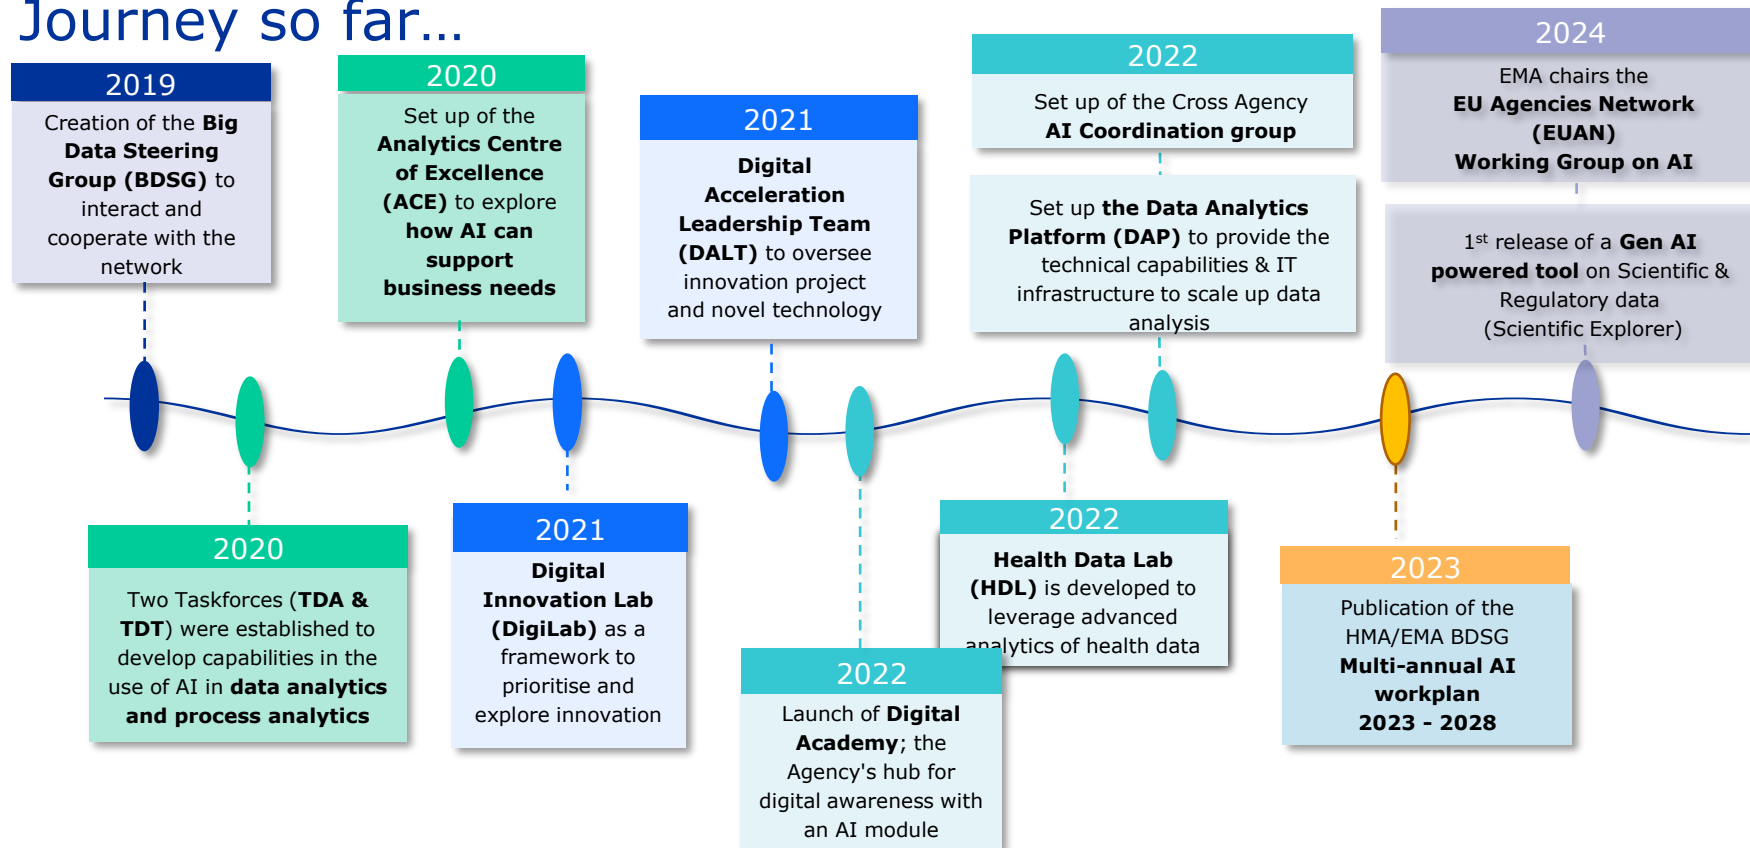 Journey so far...
2019
Creation of the Big
Data Steering
Group (BDSG) to
interact and
cooperate with the
network
2020
Two Taskforces (TDA &
TDT) were established to
develop capabilities in the
use of AI in data analytics
and process analytics
2020
Set up of the
Analytics Centre
of Excellence
(ACE) to explore
how AI can
support
business needs
2021
Digital
Innovation Lab
(DigiLab) as a
framework to
prioritise and
explore innovation
2021
Digital
Acceleration
Leadership Team
(DALT) to oversee
innovation project
and novel technology
2022
Launch of Digital
Academy; the
Agency's hub for
digital awareness with
an AI module
2022
Health Data Lab
(HDL) is developed to
leverage advanced
analytics of health data
2022
Set up of the Cross Agency
AI Coordination group
Set up the Data Analytics
Platform (DAP) to provide the
technical capabilities & IT
infrastructure to scale up data
analysis
2023
Publication of the
HMA/EMA BDSG
Multi-annual AI
workplan
2023 - 2028
2024
EMA chairs the
EU Agencies Network
(EUAN)
Working Group on AI
1st release of a Gen AI
powered tool on Scientific &
Regulatory data
(Scientific Explorer)